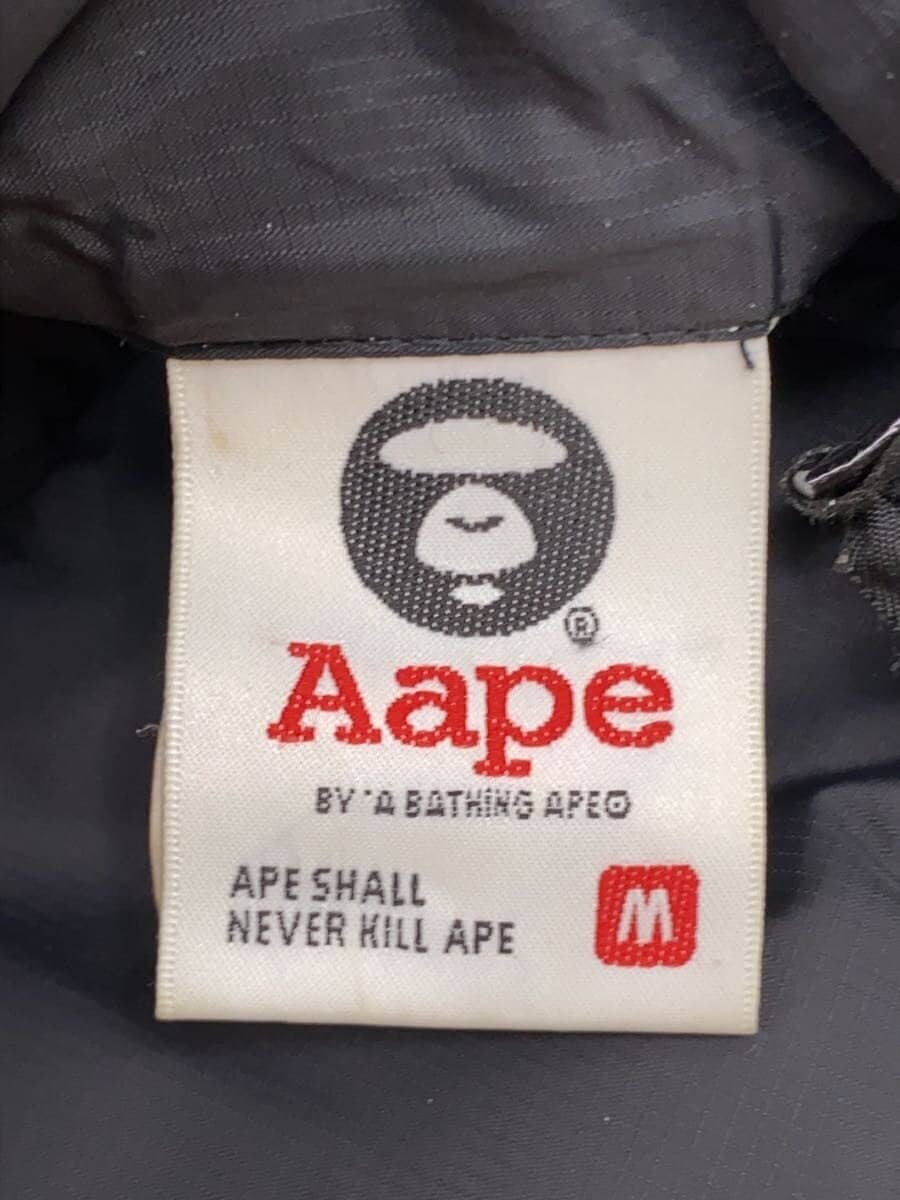 ®
Aape
BY *A BATHING APE®
APE SHALL
NEVER KILL APE
M